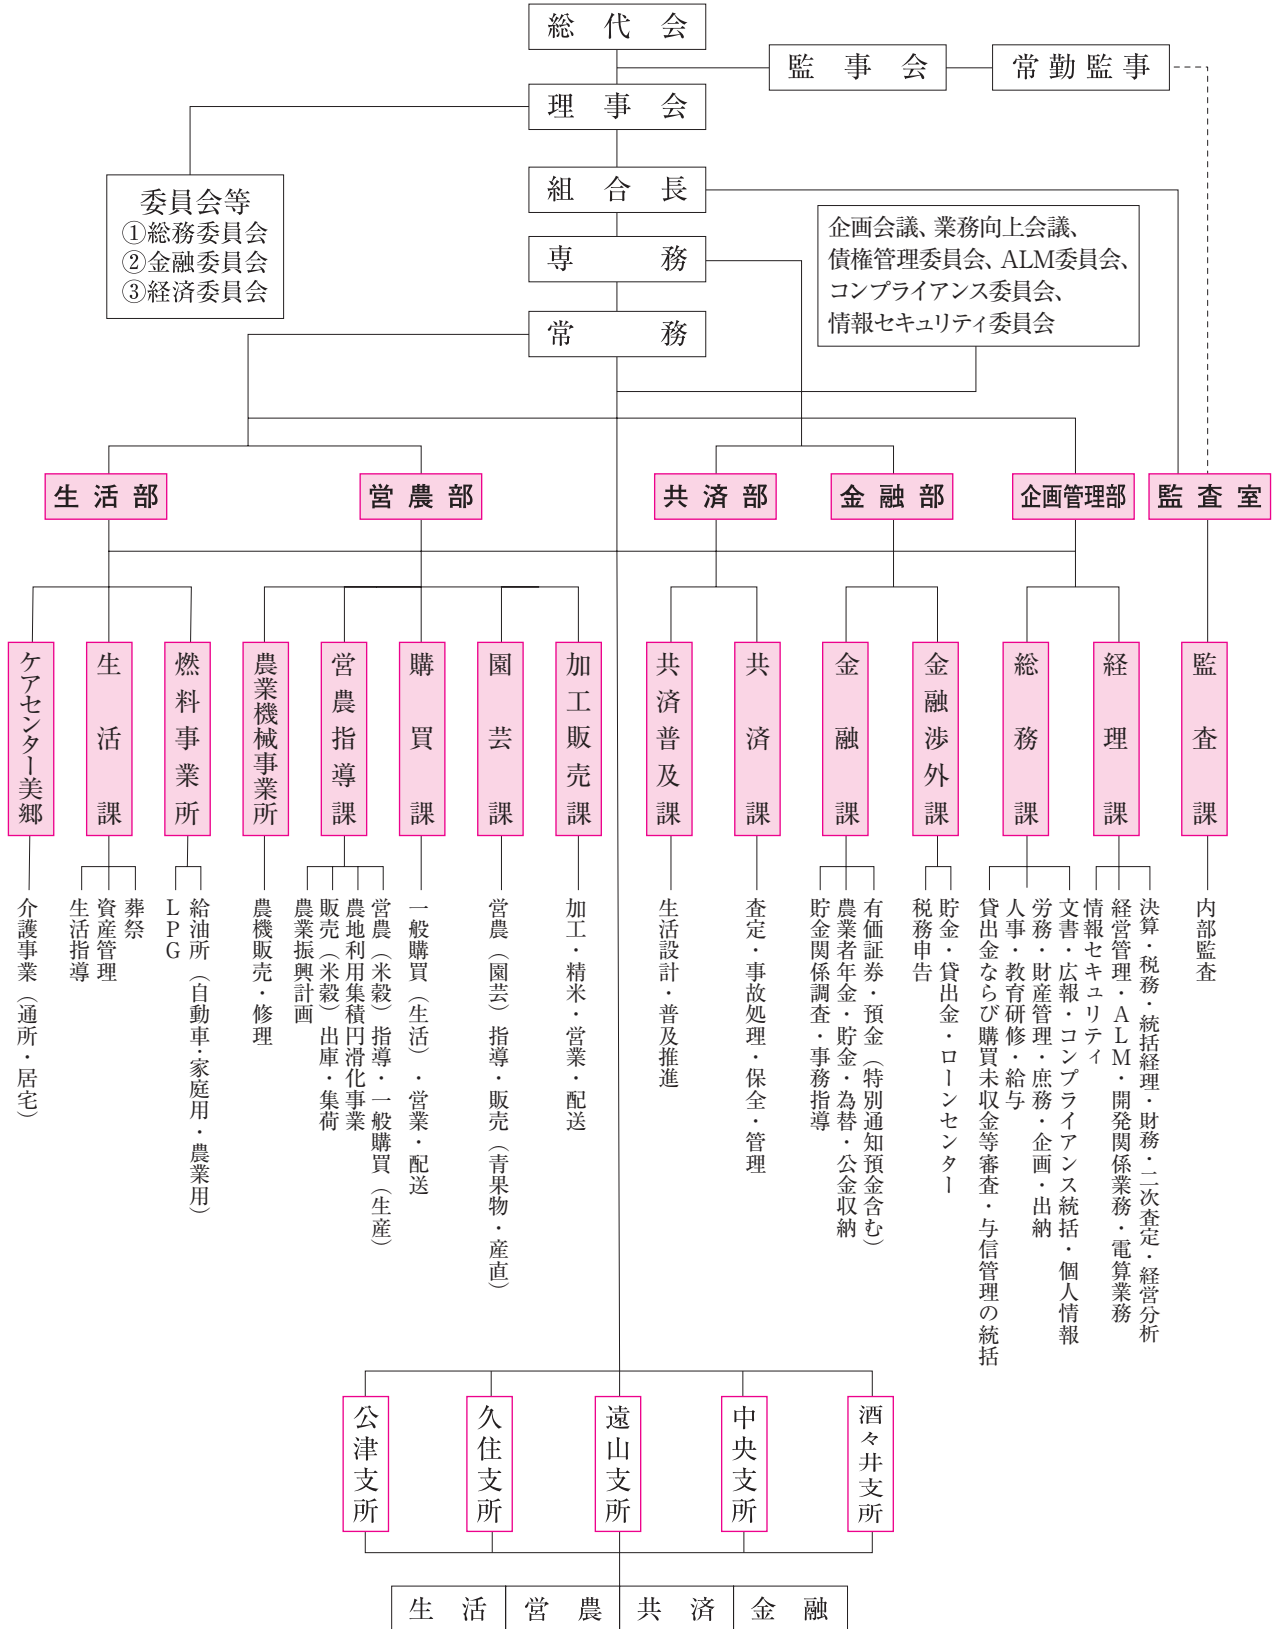 総代会
監事会
常勤監事
理事会
委員会等
①総務委員会
②金融委員会
③経済委員会
組合長
専務
常務
企画会議、業務向上会議、
債権管理委員会、ALM委員会、
コンプライアンス委員会、
情報セキュリティ委員会
生活部
営農部
共済部
金融部
企画管理部
監査室
ケアセンター美郷
生活課
燃料事業所
農業機械事業所
営農指導課
購買課
園芸課
加工販売課
共済普及課
共済課
金融課
金融渉外課
総務課
経理課
監査課
介護事業（通所・居宅）
生活指導
資産管理
葬祭
LPG
給油所（自動車・家庭用・農業用）
農機販売・修理
農業振興計画
販売（米穀）出庫・集荷
農地利用集積円滑化事業
営農（米穀）指導・一般購買（生産）
一般購買（生活）・営業・配送
営農（園芸）指導・販売（青果物・産直）
加工・精米・営業・配送
生活設計・普及推進
査定・事故処理・保全・管理
貯金関係調査・事務指導
農業者年金・貯金・為替・公金収納
有価証券・預金（特別通知預金含む）
税務申告
貯金・貸出金・ローンセンター
貸出金ならび購買未収金等審査・与信管理の統括
人事・教育研修・給与
労務・財産管理・庶務・企画・出納
文書・広報・コンプライアンス統括・個人情報
情報セキュリティ
経営管理・ALM・開発関係業務・電算業務
決算・税務・統括経理・財務・二次査定・経営分析
内部監査
公津支所
久住支所
遠山支所
中央支所
酒々井支所
生活
営農
共済
金融